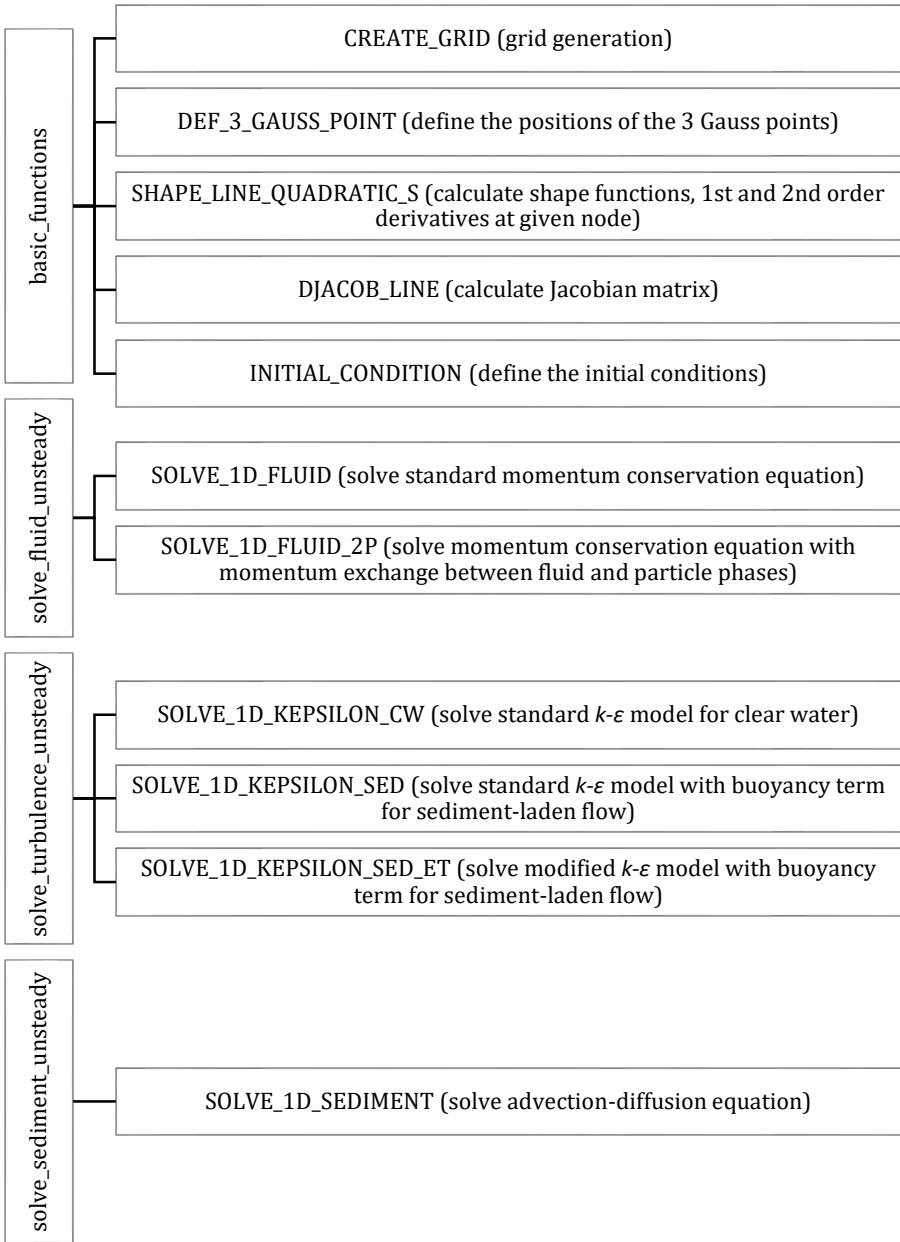 basic_functions
CREATE_GRID (grid generation)
DEF_3_GAUSS_POINT (define the positions of the 3 Gauss points)
SHAPE_LINE_QUADRATIC_S (calculate shape functions, 1st and 2nd order
derivatives at given node)
DJACOB_LINE (calculate Jacobian matrix)
INITIAL_CONDITION (define the initial conditions)
solve_fluid_unsteady
SOLVE_1D_FLUID (solve standard momentum conservation equation)
SOLVE_1D_FLUID_2P (solve momentum conservation equation with
momentum exchange between fluid and particle phases)
solve_turbulence_unsteady
SOLVE_1D_KEPSILON_CW (solve standard k-ε model for clear water)
SOLVE_1D_KEPSILON_SED (solve standard k-ε model with buoyancy term
for sediment-laden flow)
SOLVE_1D_KEPSILON_SED_ET (solve modified k-ε model with buoyancy
term for sediment-laden flow)
solve_sediment_unsteady
SOLVE_1D_SEDIMENT (solve advection-diffusion equation)